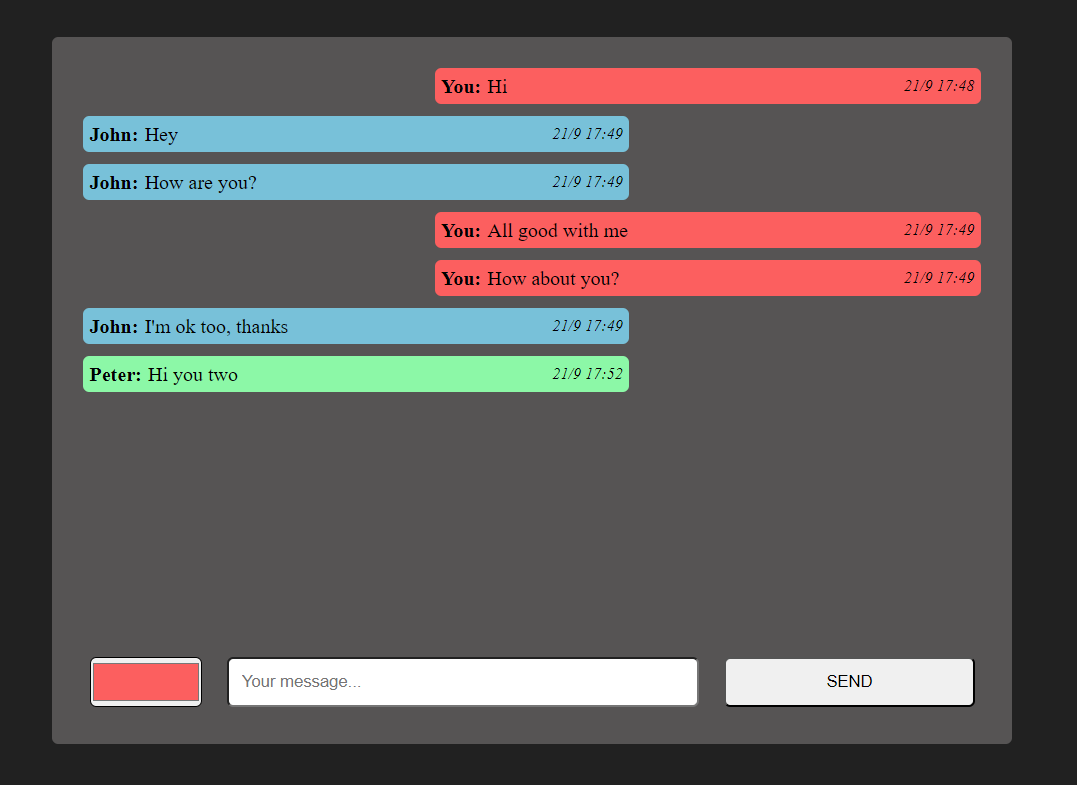 You: Hi 21/9 17:48
John: Hey 21/9 17:49
John: How are you? 21/9 17:49
You: All good with me 21/9 17:49
You: How about you? 21/9 17:49
John: I'm ok too, thanks 21/9 17:49
Peter: Hi you two 21/9 17:52
Your message... SEND